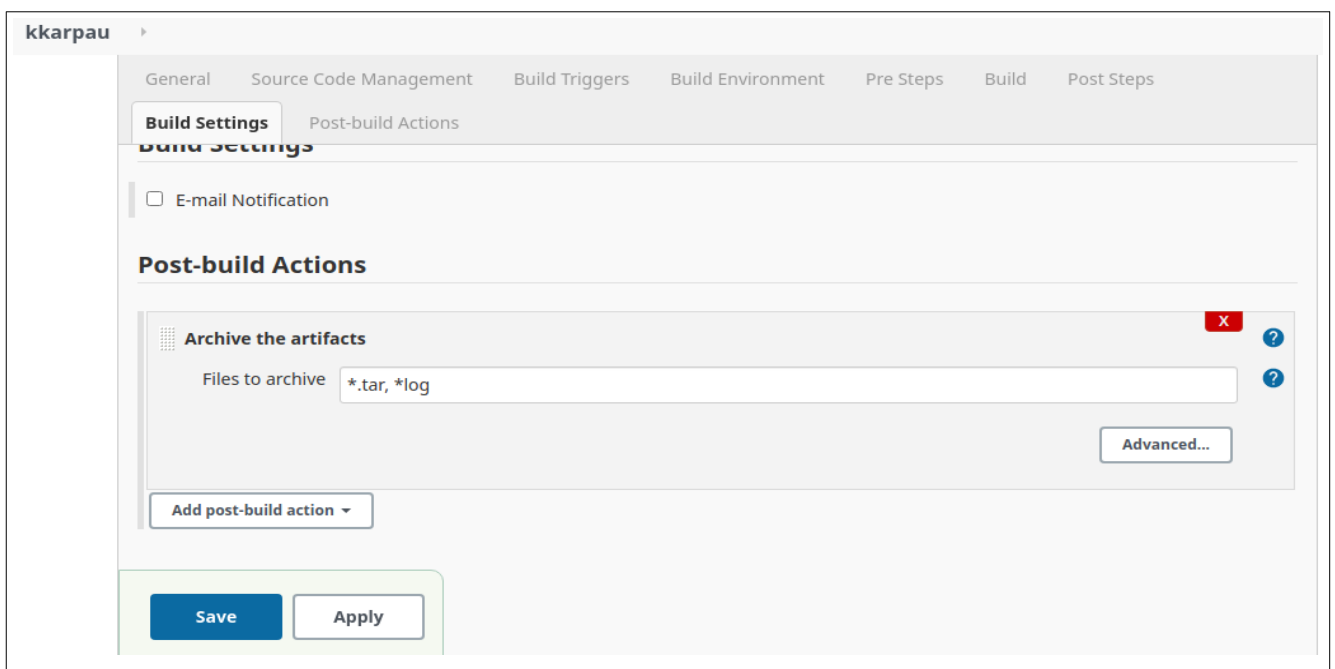 kkarpau
General Source Code Management Build Triggers Build Environment Pre Steps Build Post Steps
Build Settings Post-build Actions
Build Settings
E-mail Notification
Post-build Actions
X
Archive the artifacts ?
Files to archive *.tar, *log ?
Advanced...
Add post-build action
Save Apply